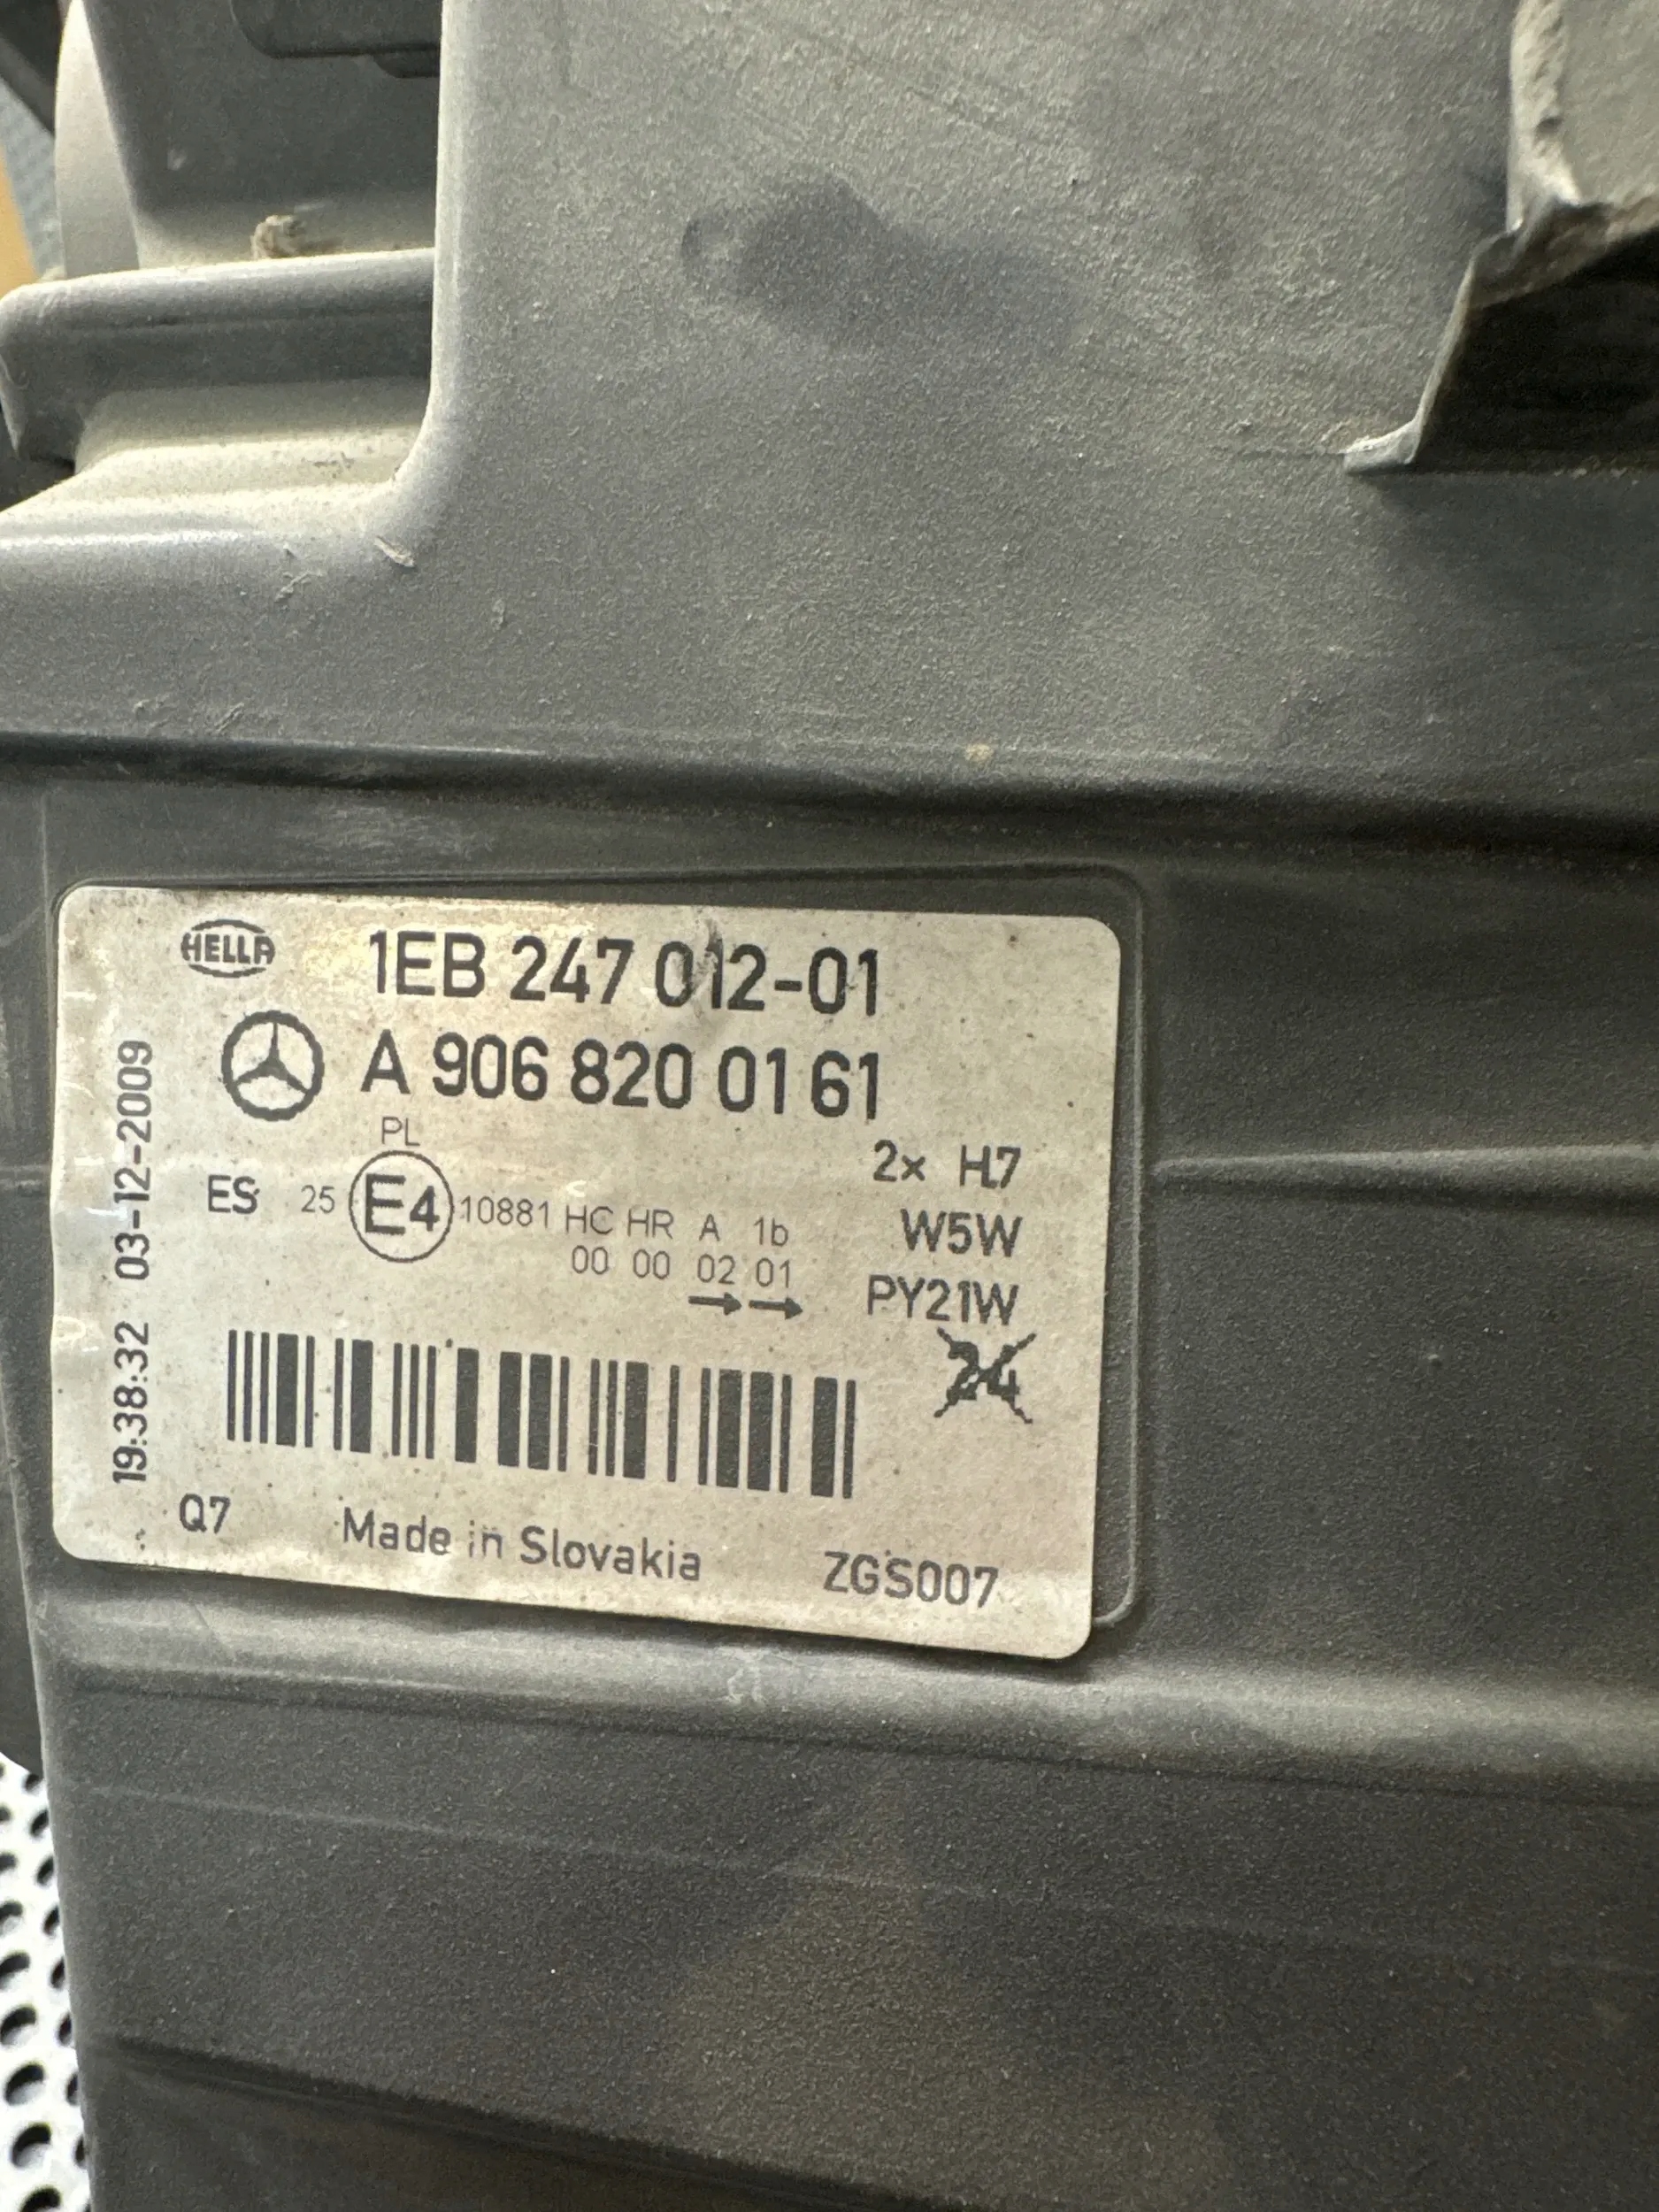 HELLA 1EB 247 012-01
A 906 820 01 61
PL
ES 25 E4 10881 HC HR A 1b
00 00 02 01
2x H7
W5W
PY21W
24
19:38:32 03-12-2009
Q7 Made in Slovakia ZGS007